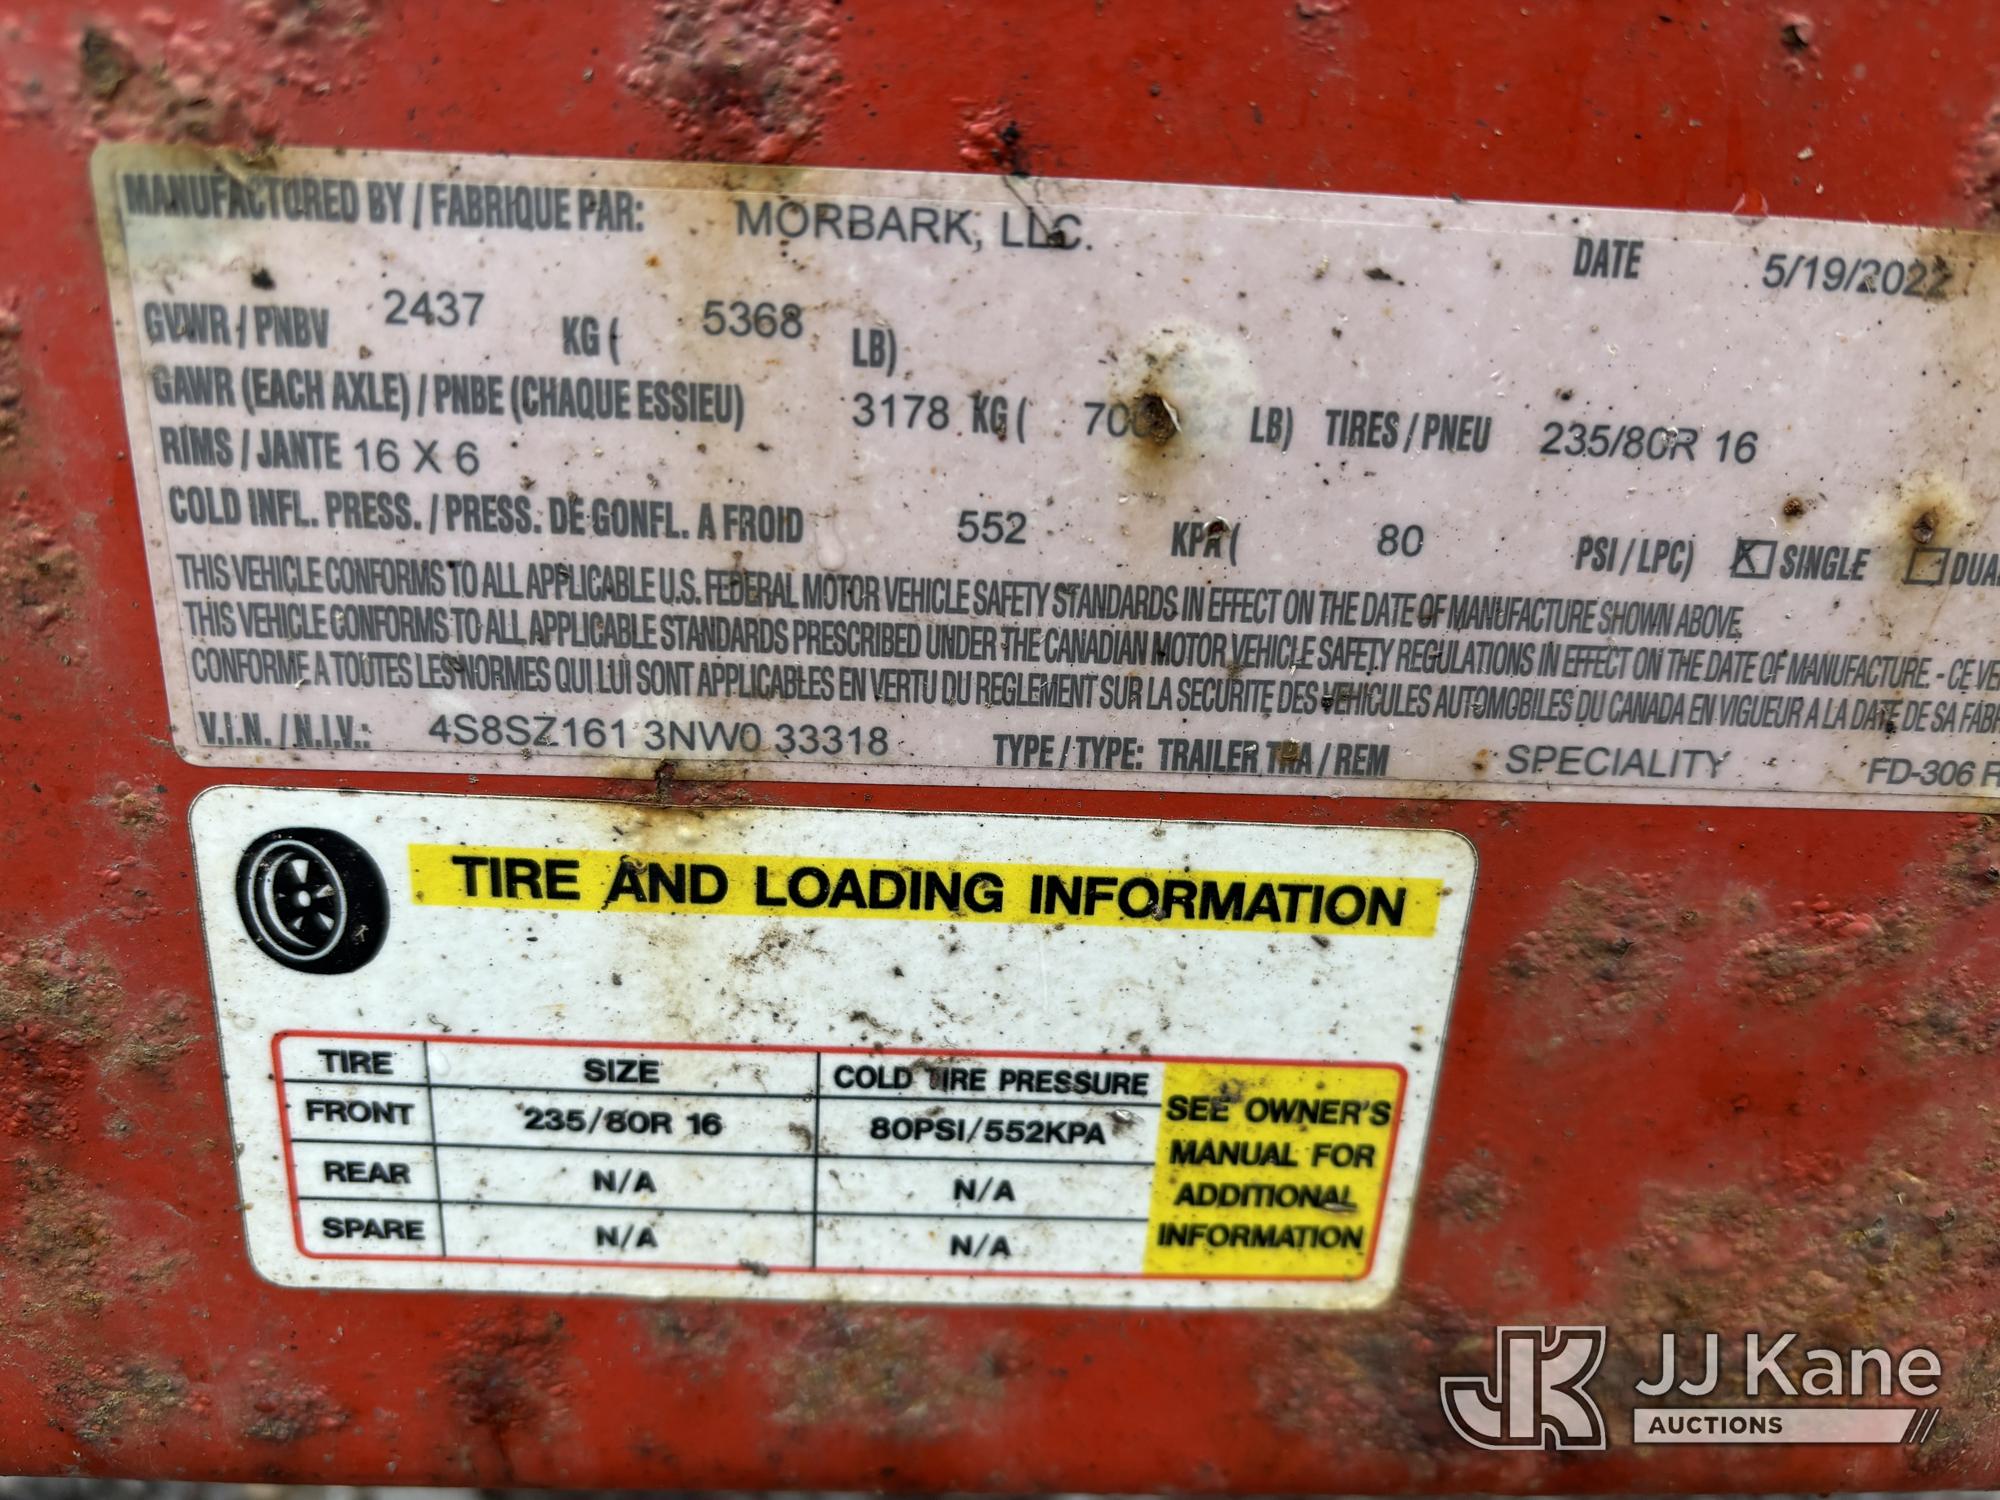 MANUFACTURED BY / FABRIQUE PAR: MORBARK, LLC. DATE 5/19/2022
GVWR / PNBV 2437 KG ( 5368 LB)
GAWR (EACH AXLE) / PNBE (CHAQUE ESSIEU) 3178 KG ( LB) TIRES / PNEU 235/80R 16
RIMS / JANTE 16 X 6
COLD INFL. PRESS. / PRESS. DE GONFL. A FROID 552 KPA ( 80 PSI / LPC) SINGLE
THIS VEHICLE CONFORMS TO ALL APPLICABLE U.S. FEDERAL MOTOR VEHICLE SAFETY STANDARDS IN EFFECT ON THE DATE OF MANUFACTURE SHOWN ABOVE.
THIS VEHICLE CONFORMS TO ALL APPLICABLE STANDARDS PRESCRIBED UNDER THE CANADIAN MOTOR VEHICLE SAFETY REGULATIONS IN EFFECT ON THE DATE OF MANUFACTURE. - CE
CONFORME A TOUTES LES NORMES QUI LUI SONT APPLICABLES EN VERTU DU REGLEMENT SUR LA SECURITE DES VEHICULES AUTOMOBILES DU CANADA EN VIGUEUR A LA DATE DE SA
V.I.N. / N.I.V.: 4S8SZ161 3NW0 33318 TYPE / TYPE: TRAILER TRA / REM SPECIALITY FD-306
TIRE AND LOADING INFORMATION
TIRE SIZE COLD TIRE PRESSURE
FRONT 235/80R 16 80PSI/552KPA
REAR N/A N/A
SPARE N/A N/A
SEE OWNER'S
MANUAL FOR
ADDITIONAL
INFORMATION
JK JJ Kane
AUCTIONS